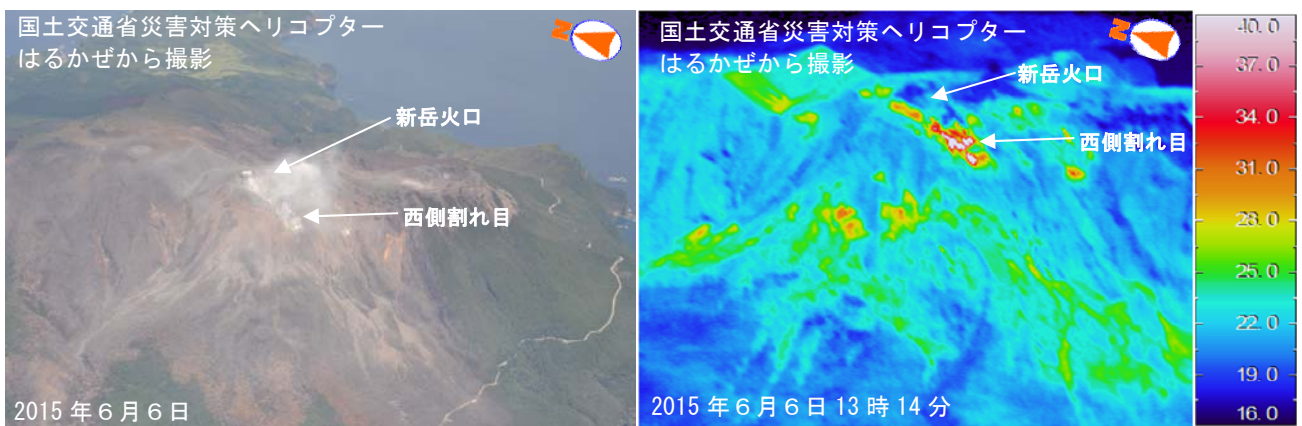 国土交通省災害対策ヘリコプター
はるかぜから撮影
N
新岳火口
西側割れ目
2015年６月６日
国土交通省災害対策ヘリコプター
はるかぜから撮影
N
新岳火口
西側割れ目
2015年６月６日13時14分
40.0
37.0
34.0
31.0
28.0
25.0
22.0
19.0
16.0